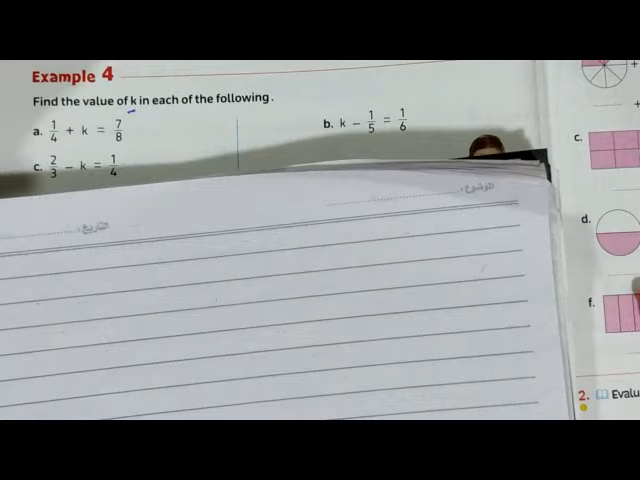 Example 4
Find the value of k in each of the following.
a. 1/4 + k = 7/8
b. k - 1/5 = 1/6
c. 2/3 - k = 1/4
الموضوع:
التاريخ:
+
+
c.
d.
f.
2. Evalu